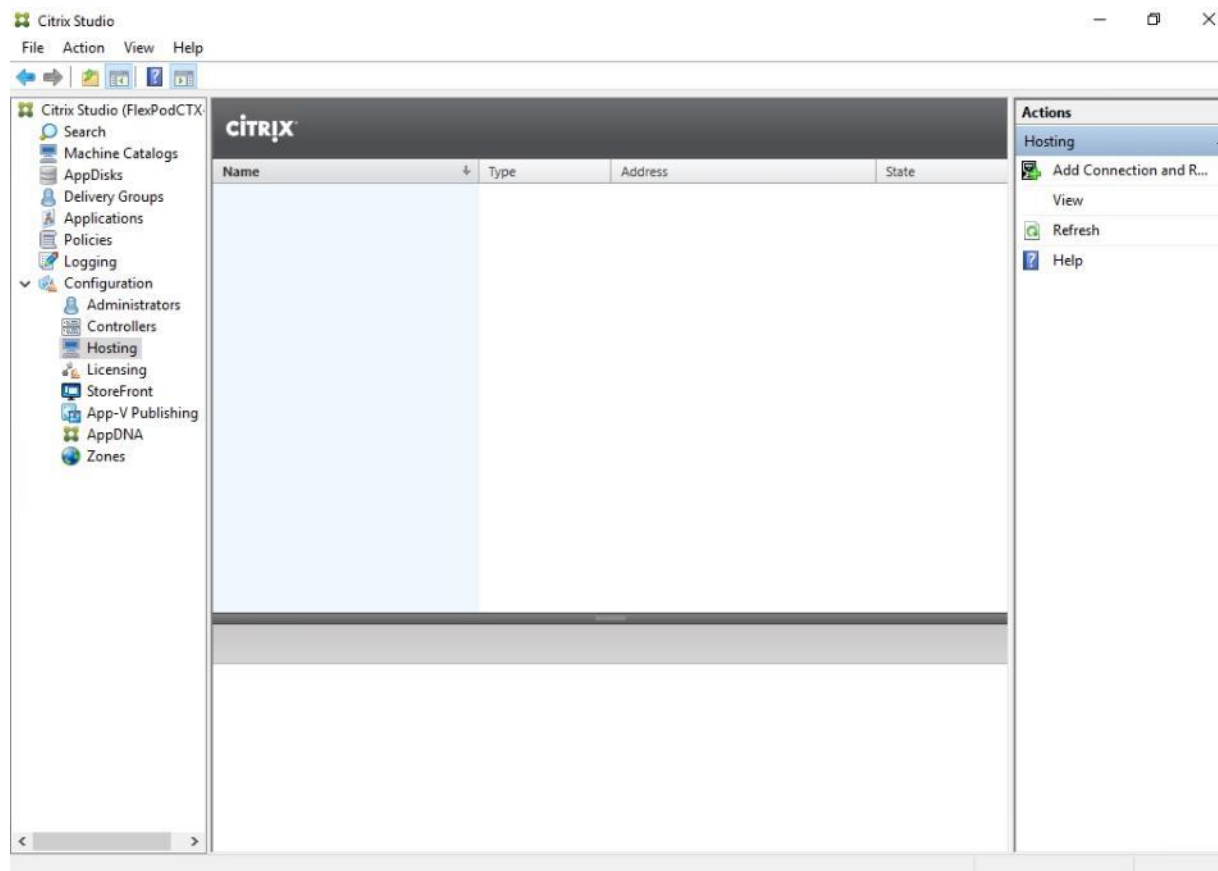 Citrix Studio
File Action View Help
Citrix Studio (FlexPodCTX-
Search
Machine Catalogs
AppDisks
Delivery Groups
Applications
Policies
Logging
Configuration
Administrators
Controllers
Hosting
Licensing
StoreFront
App-V Publishing
AppDNA
Zones
CITRIX
Name Type Address State
Actions
Hosting
Add Connection and R...
View
Refresh
Help